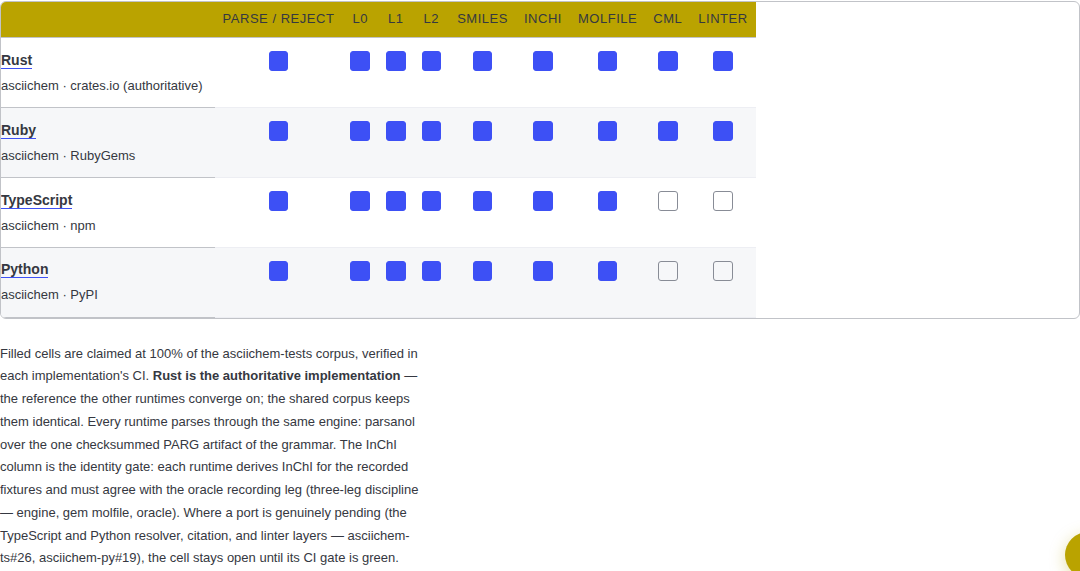 PARSE / REJECT L0 L1 L2 SMILES INCHI MOLFILE CML LINTER
Rust
asciichem · crates.io (authoritative)
Ruby
asciichem · RubyGems
TypeScript
asciichem · npm
Python
asciichem · PyPI
Filled cells are claimed at 100% of the asciichem-tests corpus, verified in
each implementation's CI. Rust is the authoritative implementation —
the reference the other runtimes converge on; the shared corpus keeps
them identical. Every runtime parses through the same engine: parsanol
over the one checksummed PARG artifact of the grammar. The InChI
column is the identity gate: each runtime derives InChI for the recorded
fixtures and must agree with the oracle recording leg (three-leg discipline
— engine, gem molfile, oracle). Where a port is genuinely pending (the
TypeScript and Python resolver, citation, and linter layers — asciichem-
ts#26, asciichem-py#19), the cell stays open until its CI gate is green.